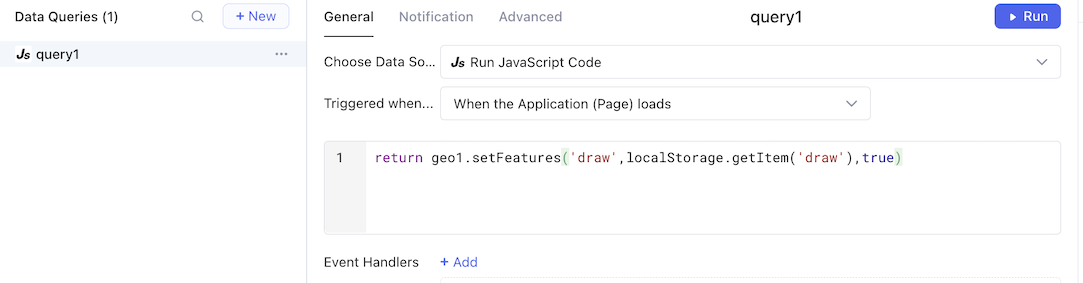 Data Queries (1)
+ New
General Notification Advanced
query1
Run
JS query1
...
Choose Data So... JS Run JavaScript Code
Triggered when... When the Application (Page) loads
1 return geo1.setFeatures('draw',localStorage.getItem('draw'),true)
Event Handlers + Add